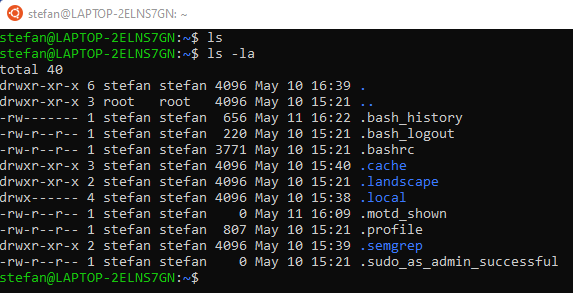 stefan@LAPTOP-2ELNS7GN: ~
stefan@LAPTOP-2ELNS7GN:~$ ls
stefan@LAPTOP-2ELNS7GN:~$ ls -la
total 40
drwxr-xr-x 6 stefan stefan 4096 May 10 16:39 .
drwxr-xr-x 3 root   root   4096 May 10 15:21 ..
-rw------- 1 stefan stefan  656 May 11 16:22 .bash_history
-rw-r--r-- 1 stefan stefan  220 May 10 15:21 .bash_logout
-rw-r--r-- 1 stefan stefan 3771 May 10 15:21 .bashrc
drwxr-xr-x 3 stefan stefan 4096 May 10 15:40 .cache
drwxr-xr-x 2 stefan stefan 4096 May 10 15:21 .landscape
drwx------ 4 stefan stefan 4096 May 10 15:38 .local
-rw-r--r-- 1 stefan stefan    0 May 11 16:09 .motd_shown
-rw-r--r-- 1 stefan stefan  807 May 10 15:21 .profile
drwxr-xr-x 2 stefan stefan 4096 May 10 15:39 .semgrep
-rw-r--r-- 1 stefan stefan    0 May 10 15:21 .sudo_as_admin_successful
stefan@LAPTOP-2ELNS7GN:~$